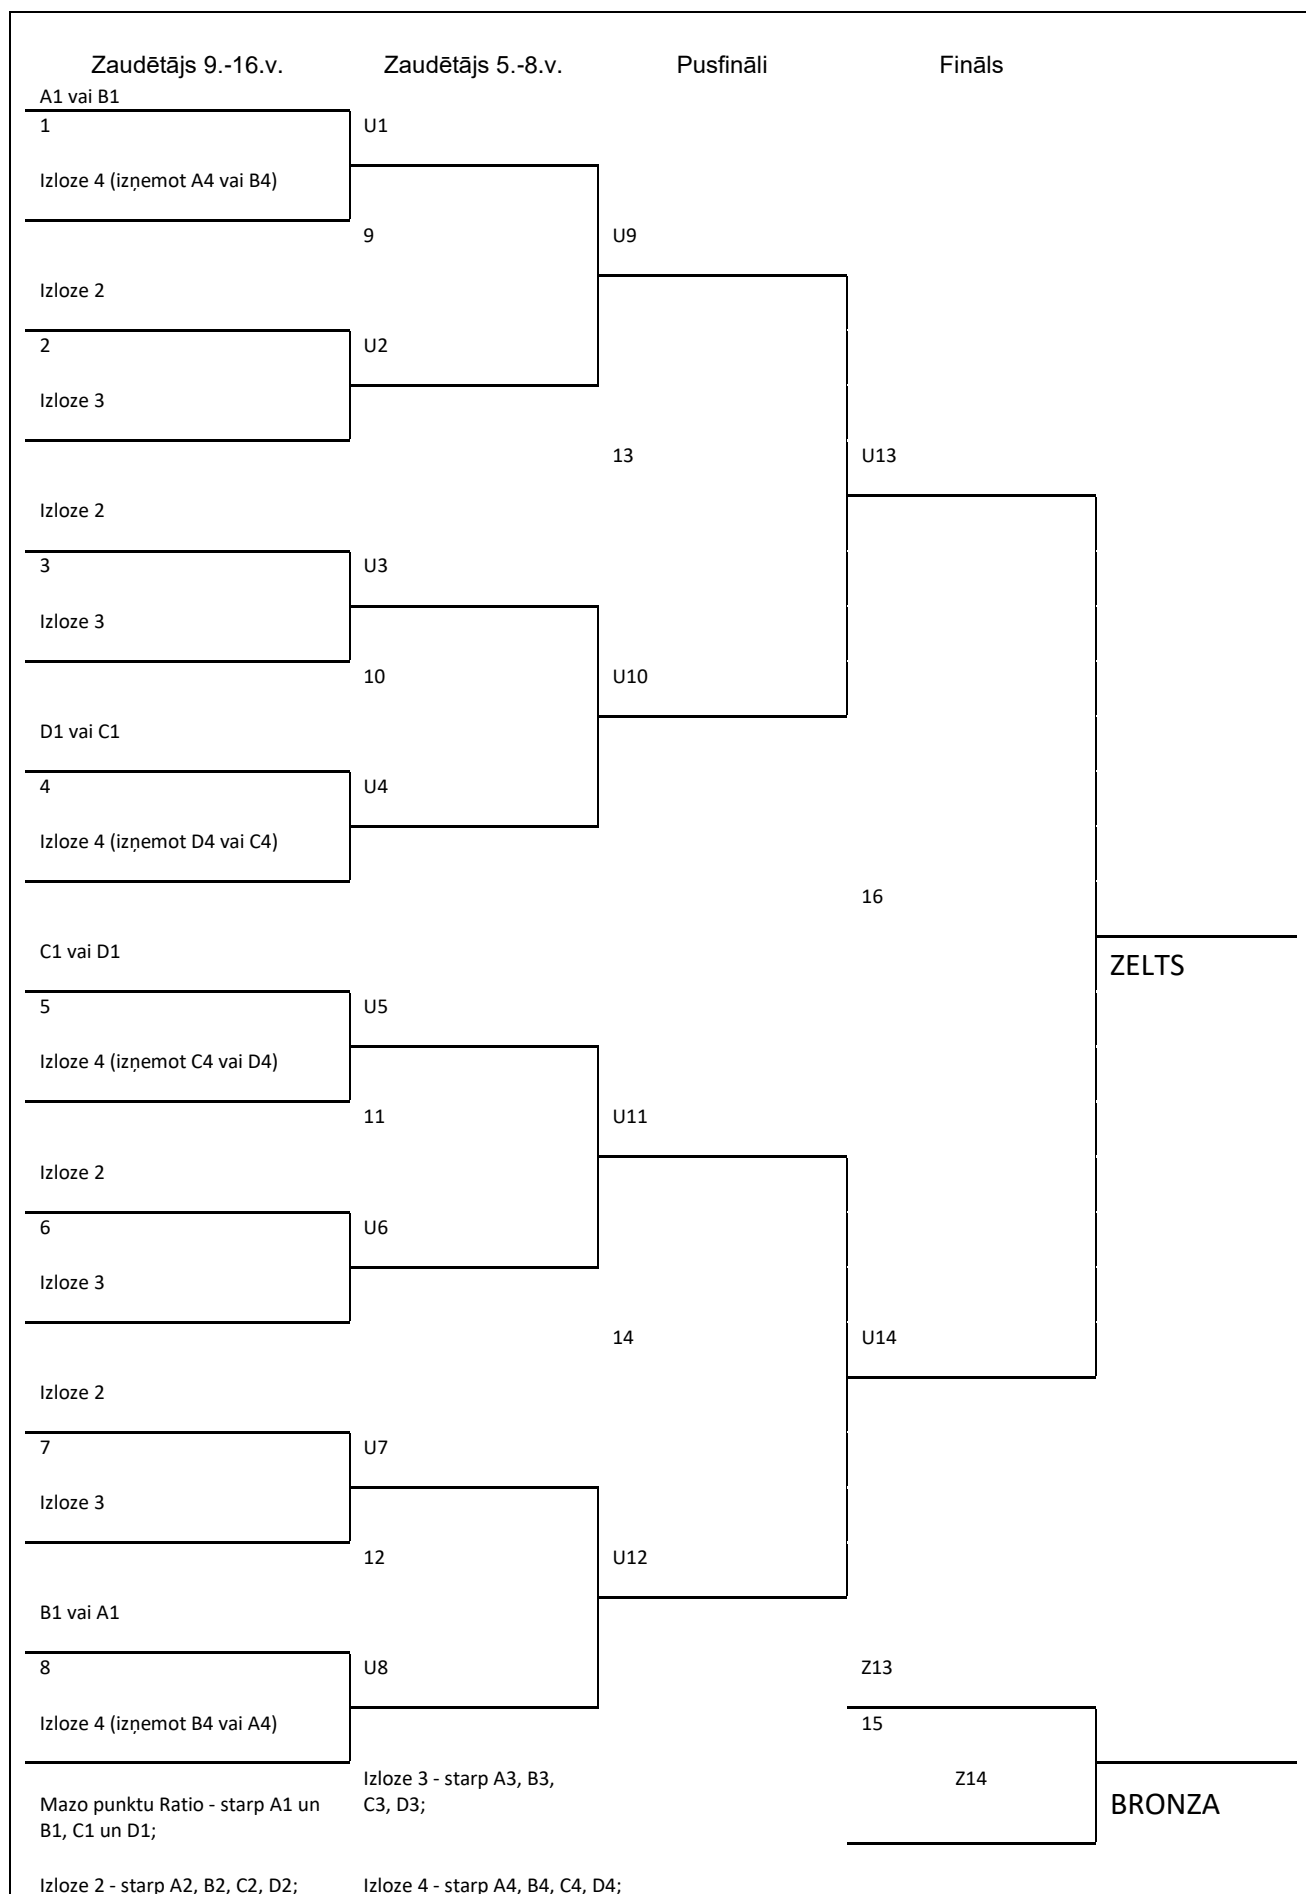 Zaudētājs 9.-16.v. Zaudētājs 5.-8.v. Pusfināli Fināls
A1 vai B1
1 U1
Izloze 4 (izņemot A4 vai B4)
9 U9
Izloze 2
2 U2
Izloze 3
13 U13
Izloze 2
3 U3
Izloze 3
10 U10
D1 vai C1
4 U4
Izloze 4 (izņemot D4 vai C4)
16
C1 vai D1
ZELTS
5 U5
Izloze 4 (izņemot C4 vai D4)
11 U11
Izloze 2
6 U6
Izloze 3
14 U14
Izloze 2
7 U7
Izloze 3
12 U12
B1 vai A1
8 U8 Z13
Izloze 4 (izņemot B4 vai A4) 15
Izloze 3 - starp A3, B3, Z14
C3, D3;
Mazo punktu Ratio - starp A1 un BRONZA
B1, C1 un D1;
Izloze 2 - starp A2, B2, C2, D2; Izloze 4 - starp A4, B4, C4, D4;